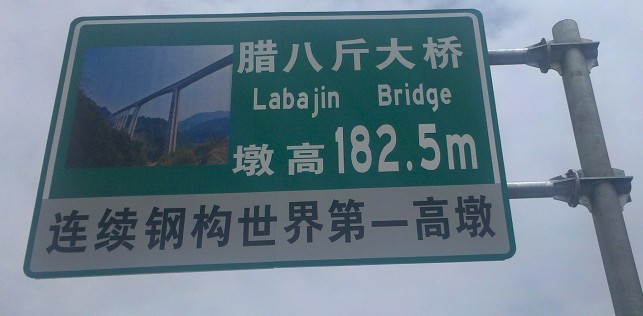 腊八斤大桥
Labajin Bridge
墩高182.5m
连续钢构世界第一高墩